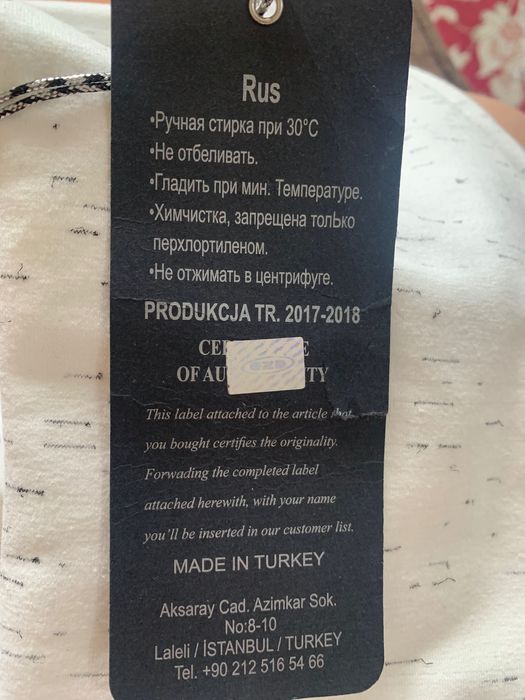 Rus
•Ручная стирка при 30°C
•Не отбеливать.
•Гладить при мин. Температуре.
•Химчистка, запрещена толЬко
перхлортиленом.
•Не отжимать в центрифуге.
PRODUKCJA TR. 2017-2018
OF
This label attached to the article that
you bought certifies the originality.
Forwading the completed label
attached herewith, with your name
you'll be inserted in our customer list.
MADE IN TURKEY
Aksaray Cad. Azimkar Sok.
No:8-10
Laleli / İSTANBUL / TURKEY
Tel. +90 212 516 54 66